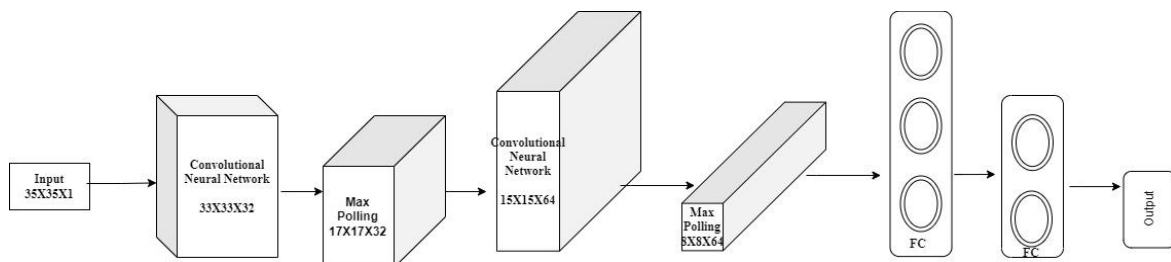 Input
35X35X1
Convolutional
Neural Network
33X33X32
Max
Polling
17X17X32
Convolutional
Neural
Network
15X15X64
Max
Polling
8X8X64
FC
FC
Output